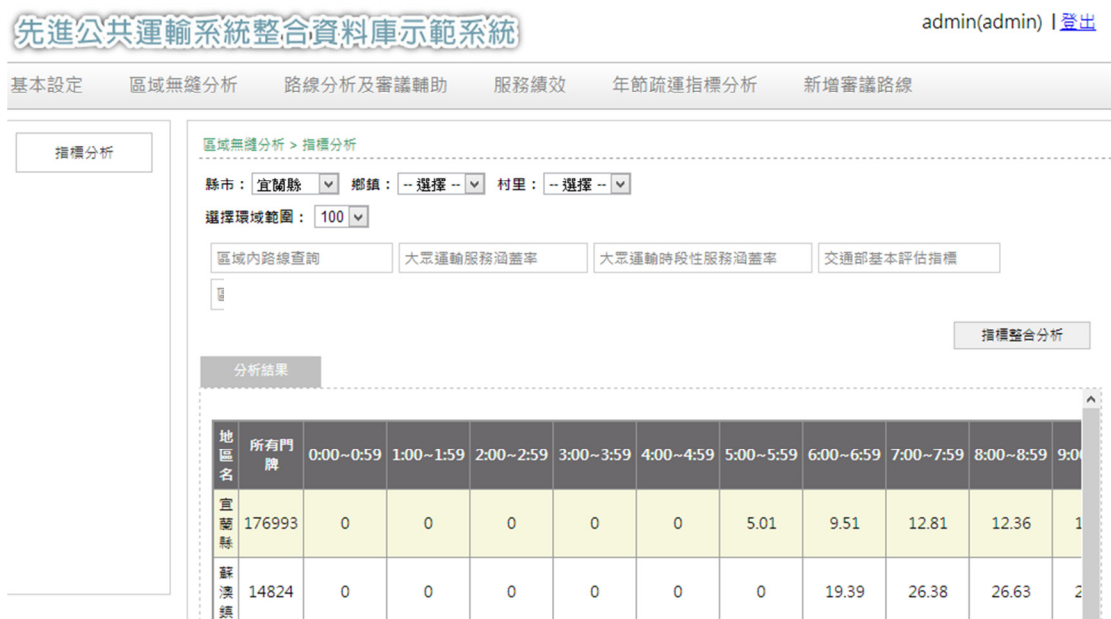 先進公共運輸系統整合資料庫示範系統
admin(admin) | 登出
基本設定 區域無縫分析 路線分析及審議輔助 服務績效 年節疏運指標分析 新增審議路線
指標分析
區域無縫分析 > 指標分析
縣市： 宜蘭縣 鄉鎮： -- 選擇 -- 村里： -- 選擇 --
選擇環域範圍： 100
區域內路線查詢 大眾運輸服務涵蓋率 大眾運輸時段性服務涵蓋率 交通部基本評估指標
指標整合分析
分析結果
地區名 所有門牌 0:00~0:59 1:00~1:59 2:00~2:59 3:00~3:59 4:00~4:59 5:00~5:59 6:00~6:59 7:00~7:59 8:00~8:59 9:00
宜蘭縣 176993 0 0 0 0 0 5.01 9.51 12.81 12.36 1
蘇澳鎮 14824 0 0 0 0 0 0 19.39 26.38 26.63 2